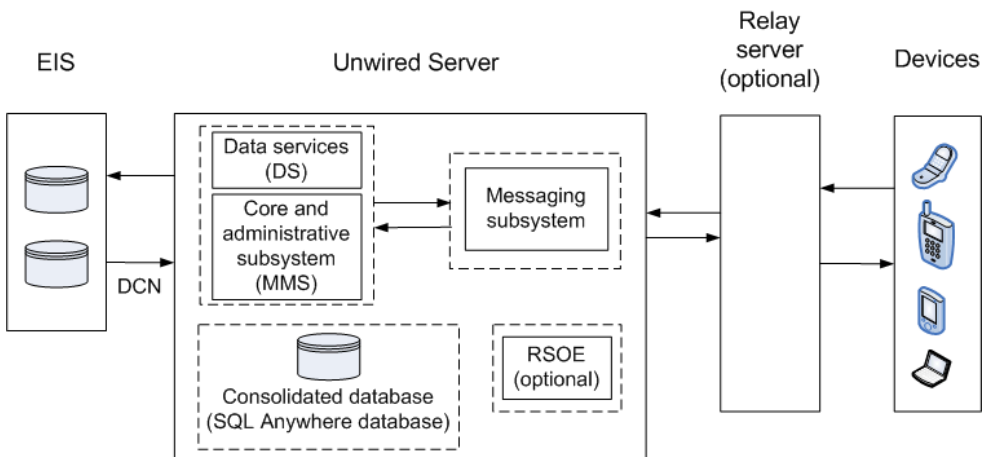 EIS
Unwired Server
Relay
server
(optional)
Devices
Data services
(DS)
Core and
administrative
subsystem
(MMS)
Messaging
subsystem
DCN
Consolidated database
(SQL Anywhere database)
RSOE
(optional)